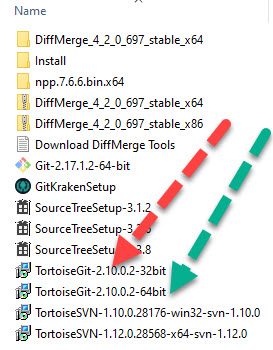 Name
DiffMerge_4_2_0_697_stable_x64
Install
npp.7.6.6.bin.x64
DiffMerge_4_2_0_697_stable_x64
DiffMerge_4_2_0_697_stable_x86
Download DiffMerge Tools
Git-2.17.1.2-64-bit
GitKrakenSetup
SourceTreeSetup-3.1.2
SourceTreeSetup-3.
SourceTreeSet .8
TortoiseGit-2.10.0.2-32bit
TortoiseGit-2.10.0.2-64bit
TortoiseSVN-1.10.0.28176-win32-svn-1.10.0
TortoiseSVN-1.12.0.28568-x64-svn-1.12.0